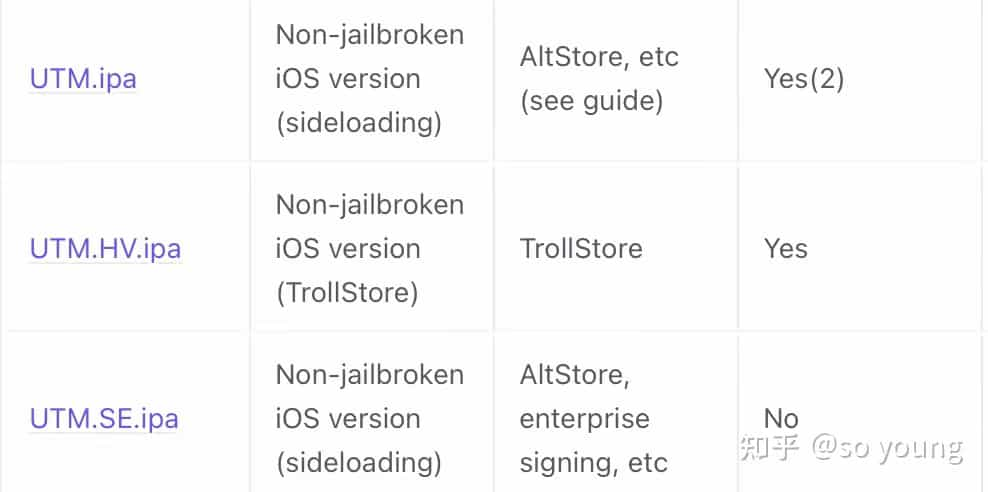 UTM.ipa
Non-jailbroken
iOS version
(sideloading)
AltStore, etc
(see guide)
Yes(2)
UTM.HV.ipa
Non-jailbroken
iOS version
(TrollStore)
TrollStore
Yes
UTM.SE.ipa
Non-jailbroken
iOS version
(sideloading)
AltStore,
enterprise
signing, etc
No
知乎 @so young